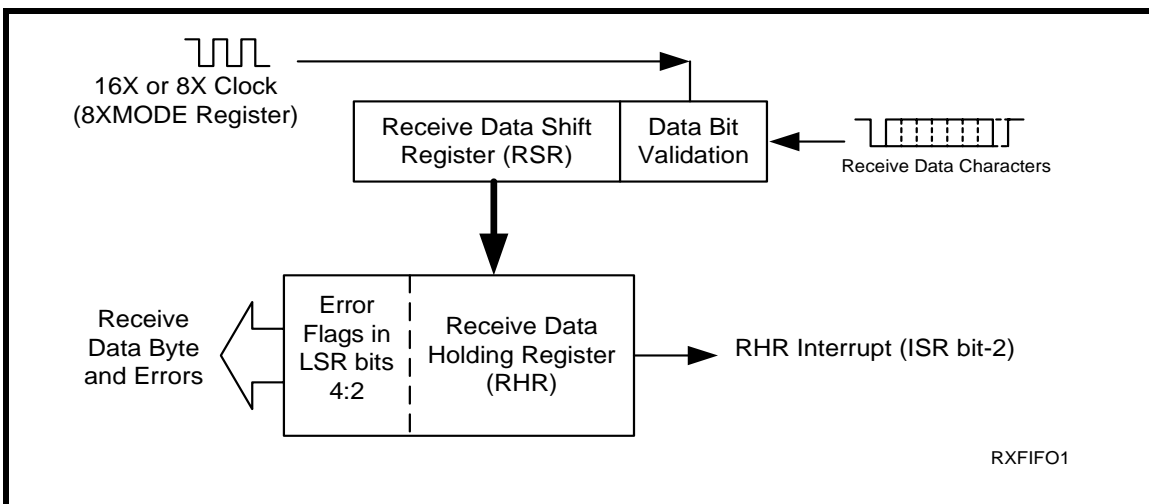 16X or 8X Clock
(8XMODE Register)
Receive Data Shift
Register (RSR)
Data Bit
Validation
Receive Data Characters
Receive
Data Byte
and Errors
Error
Flags in
LSR bits
4:2
Receive Data
Holding Register
(RHR)
RHR Interrupt (ISR bit-2)
RXFIFO1